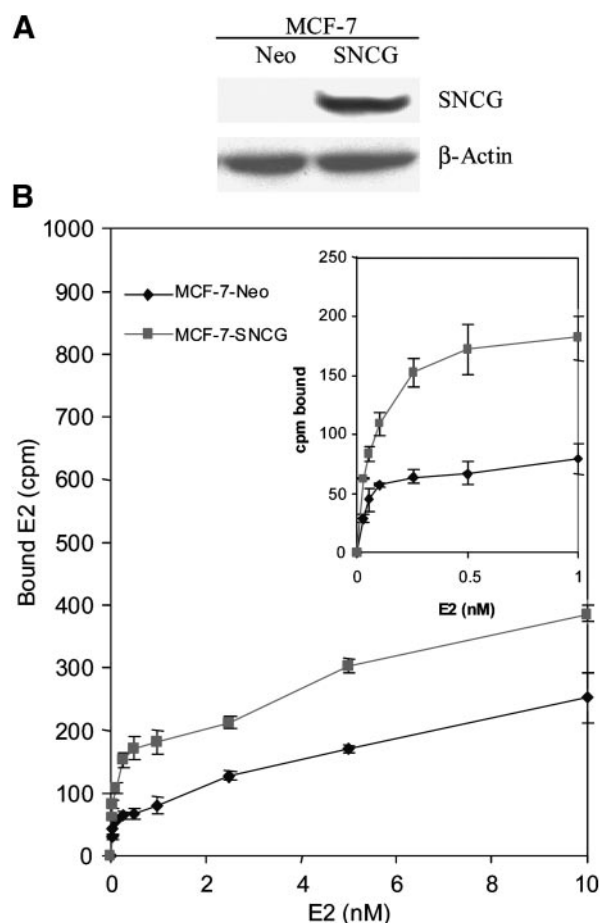 A
MCF-7
Neo SNCG
SNCG
β-Actin
B
1000
900
800
700
600
500
400
300
200
100
0
Bound E2 (cpm)
MCF-7-Neo
MCF-7-SNCG
250
200
150
100
50
0
cpm bound
0 0.5 1
E2 (nM)
0 2 4 6 8 10
E2 (nM)